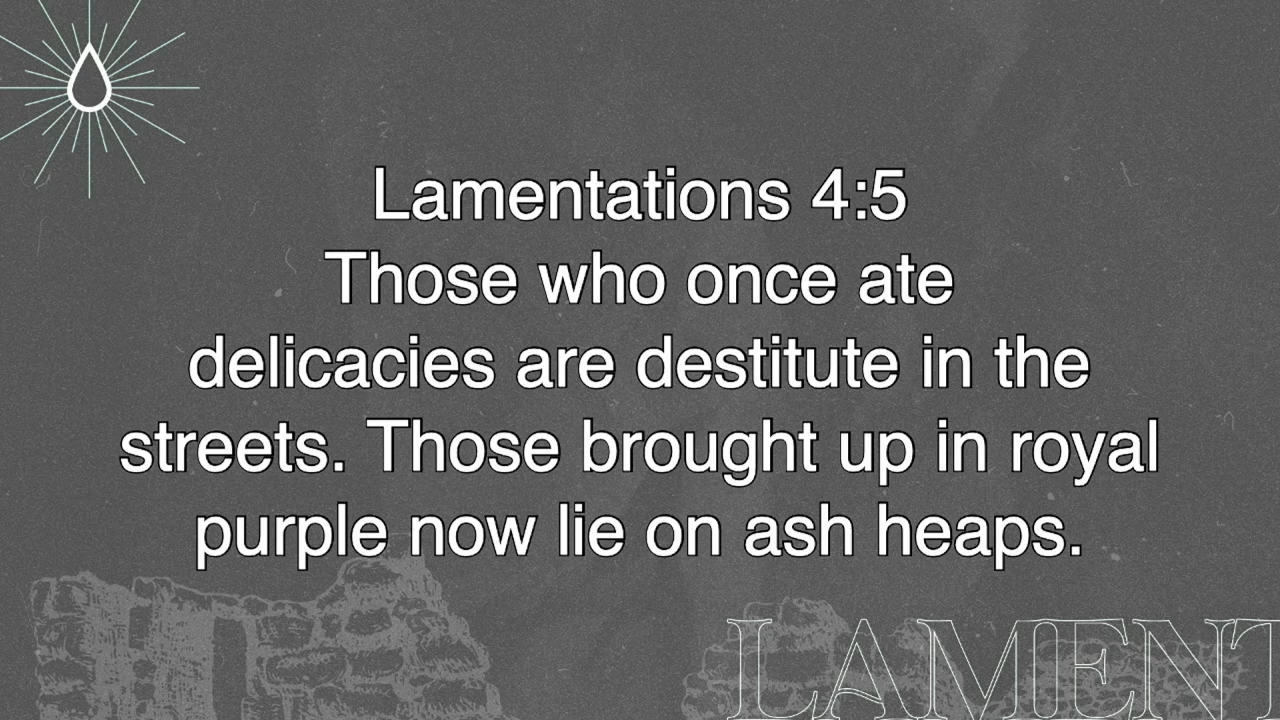 Lamentations 4:5
Those who once ate
delicacies are destitute in the
streets. Those brought up in royal
purple now lie on ash heaps.
LAMENT